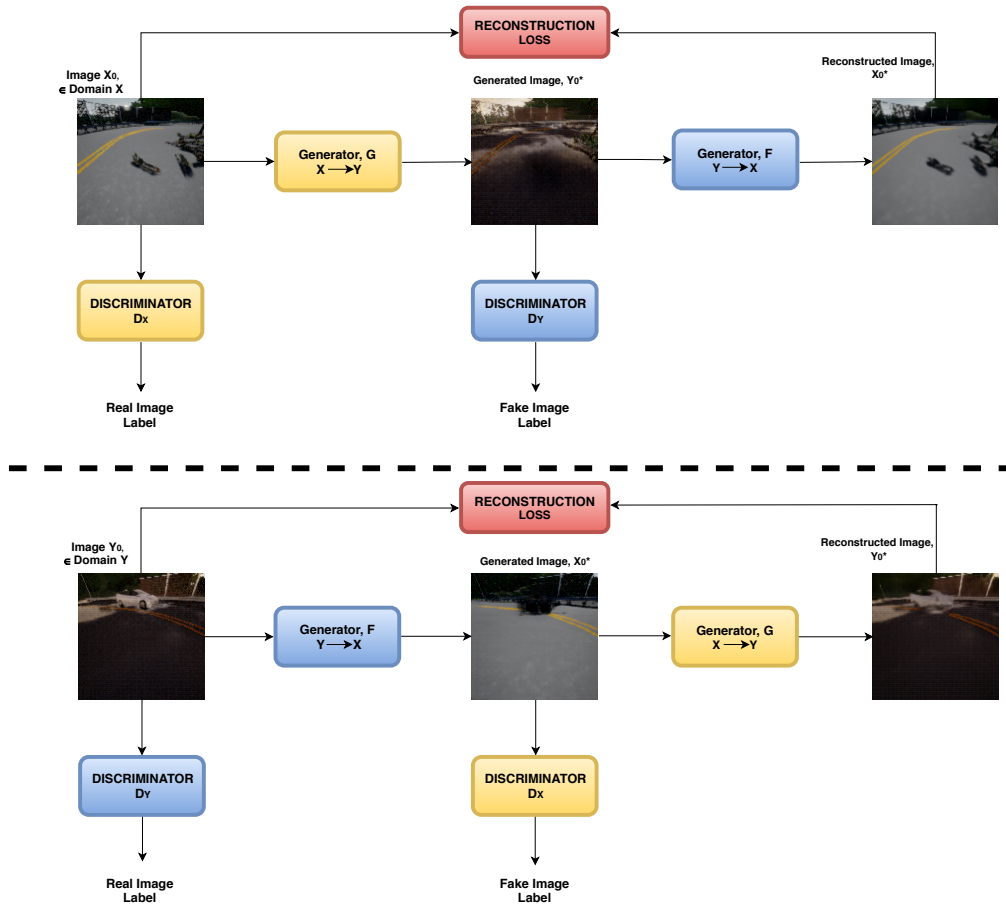 RECONSTRUCTION
LOSS
Image X0,
∈ Domain X
Generated Image, Y0*
Reconstructed Image,
X0*
Generator, G
X → Y
Generator, F
Y → X
DISCRIMINATOR
DX
DISCRIMINATOR
DY
Real Image
Label
Fake Image
Label
RECONSTRUCTION
LOSS
Image Y0,
∈ Domain Y
Generated Image, X0*
Reconstructed Image,
Y0*
Generator, F
Y → X
Generator, G
X → Y
DISCRIMINATOR
DY
DISCRIMINATOR
DX
Real Image
Label
Fake Image
Label